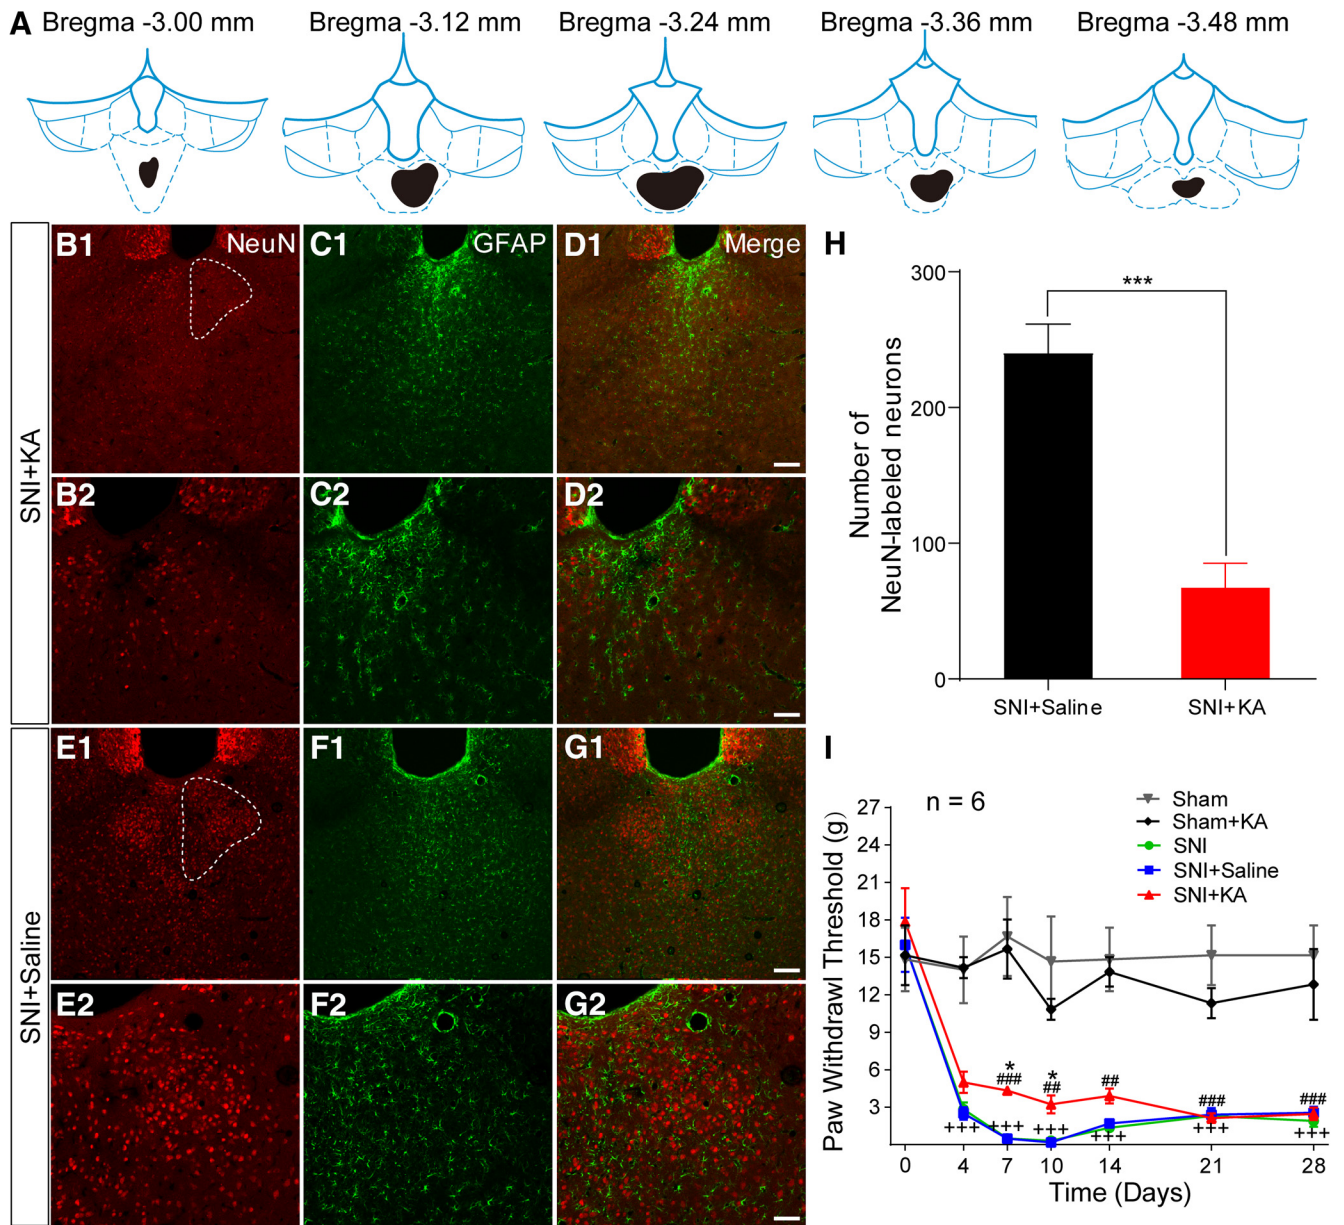 A
Bregma -3.00 mm
Bregma -3.12 mm
Bregma -3.24 mm
Bregma -3.36 mm
Bregma -3.48 mm
SNI+KA
B1
NeuN
C1
GFAP
D1
Merge
B2
C2
D2
SNI+Saline
E1
F1
G1
E2
F2
G2
H
Number of
NeuN-labeled neurons
300
200
100
0
***
SNI+Saline
SNI+KA
I
n = 6
Sham
Sham+KA
SNI
SNI+Saline
SNI+KA
Paw Withdrawl Threshold (g)
27
24
21
18
15
12
9
6
3
*
###
*
##
##
###
###
+++
+++
+++
+++
+++
+++
0
4
7
10
14
21
28
Time (Days)